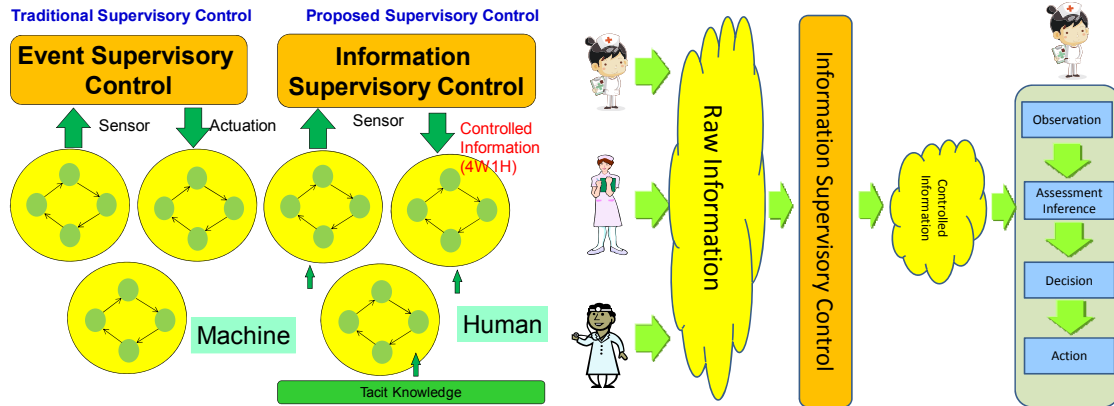 Traditional Supervisory Control
Proposed Supervisory Control
Event Supervisory
Control
Information
Supervisory Control
Sensor
Actuation
Sensor
Controlled
Information
(4W1H)
Machine
Human
Tacit Knowledge
Raw Information
Information Supervisory Control
Controlled
Information
Observation
Assessment
Inference
Decision
Action